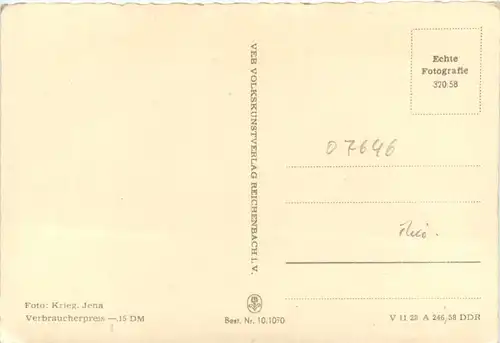 Echte
Fotografie
370/58
07646
VEB VOLKSKUNSTVERLAG REICHENBACH I. V.
Foto: Krieg, Jena
Verbraucherpreis —,15 DM
Best. Nr. 10/1070
V 11 28 A 246/58 DDR